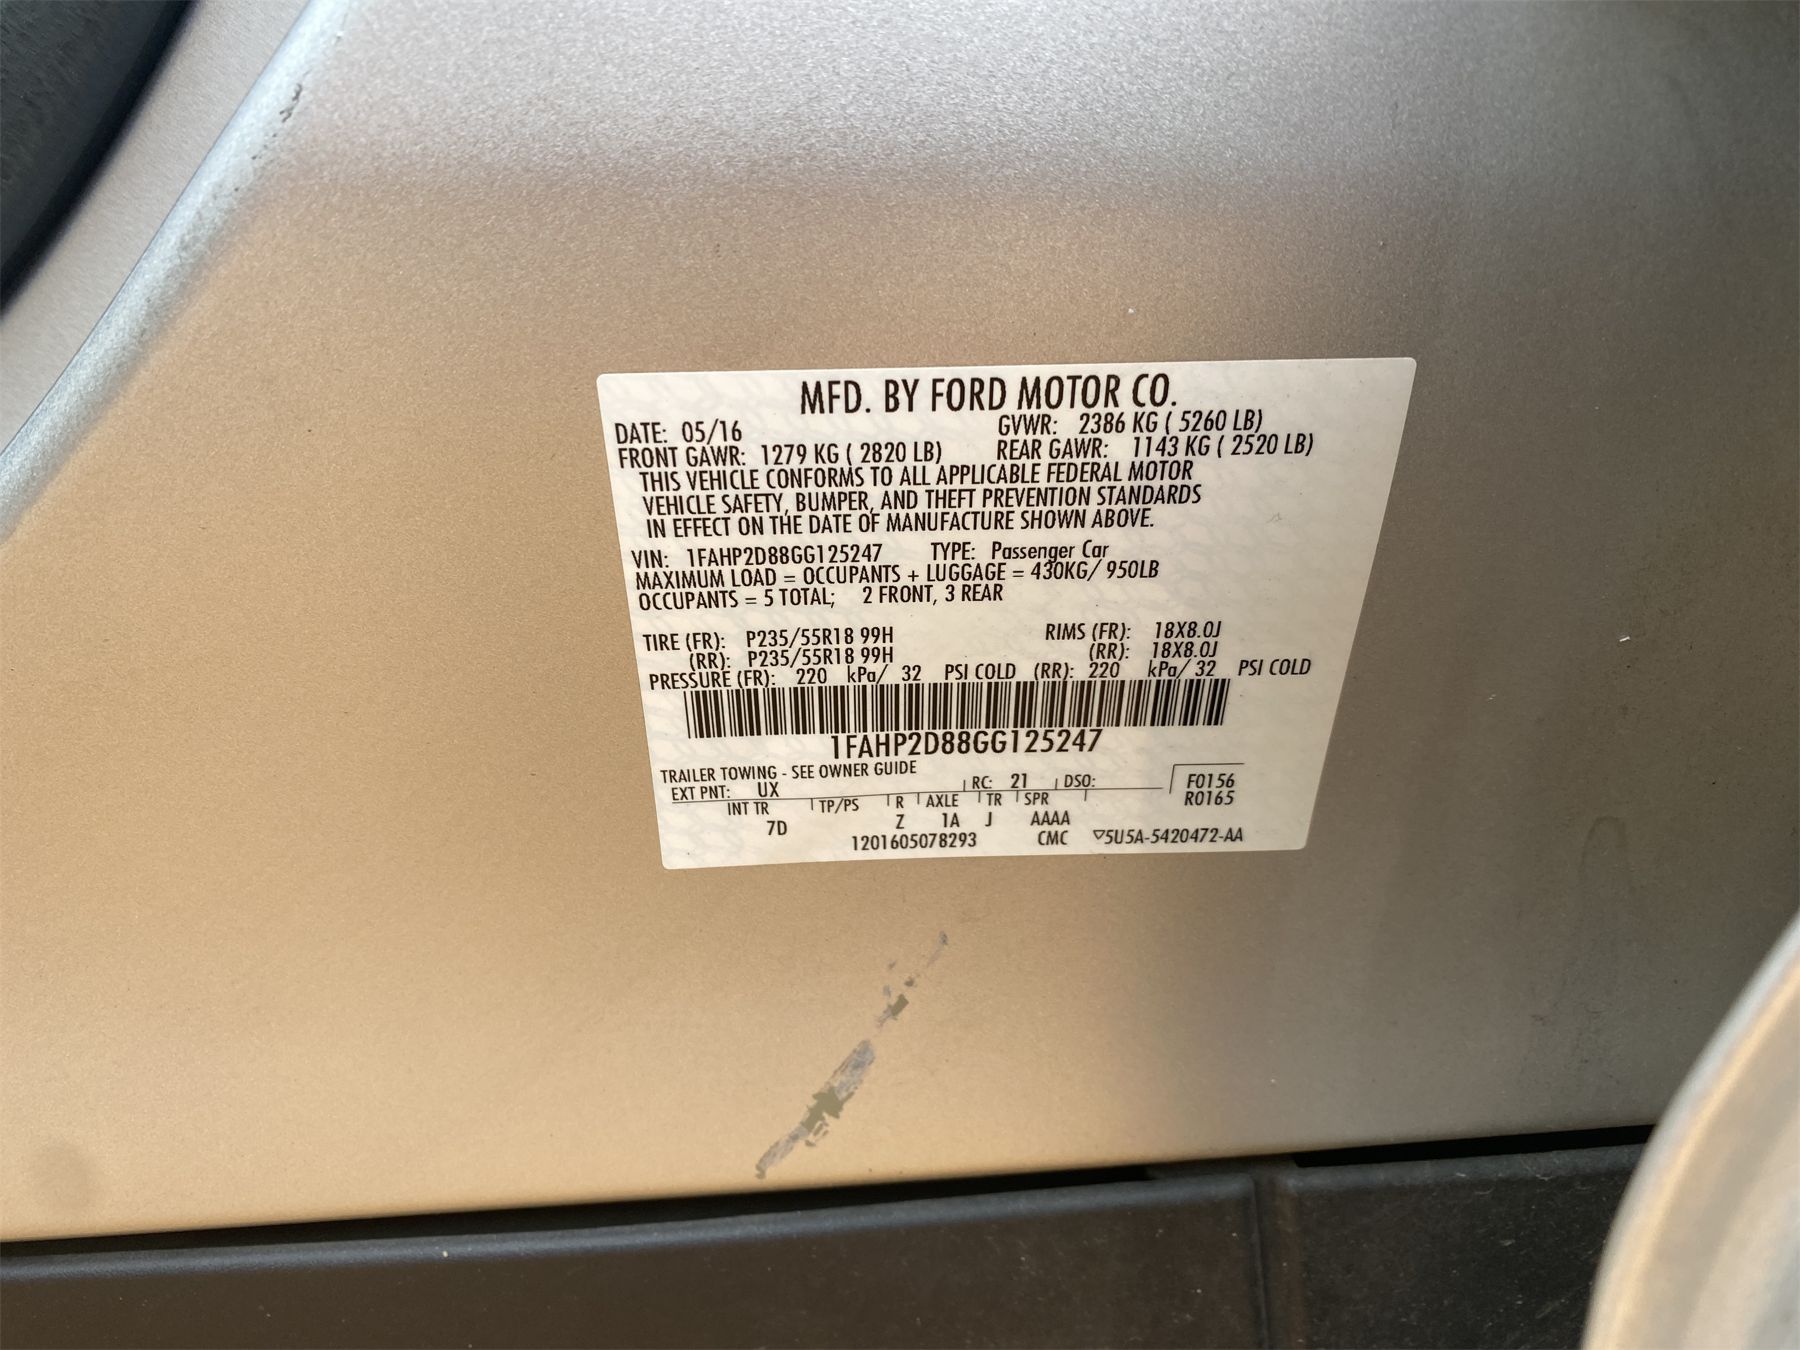 MFD. BY FORD MOTOR CO.
DATE: 05/16 GVWR: 2386 KG ( 5260 LB)
FRONT GAWR: 1279 KG ( 2820 LB) REAR GAWR: 1143 KG ( 2520 LB)
THIS VEHICLE CONFORMS TO ALL APPLICABLE FEDERAL MOTOR
VEHICLE SAFETY, BUMPER, AND THEFT PREVENTION STANDARDS
IN EFFECT ON THE DATE OF MANUFACTURE SHOWN ABOVE.
VIN: 1FAHP2D88GG125247 TYPE: Passenger Car
MAXIMUM LOAD = OCCUPANTS + LUGGAGE = 430KG/ 950LB
OCCUPANTS = 5 TOTAL; 2 FRONT, 3 REAR
TIRE (FR): P235/55R18 99H RIMS (FR): 18X8.0J
(RR): P235/55R18 99H (RR): 18X8.0J
PRESSURE (FR): 220 kPa/ 32 PSI COLD (RR): 220 kPa/ 32 PSI COLD
1FAHP2D88GG125247
TRAILER TOWING - SEE OWNER GUIDE
EXT PNT: UX RC: 21 DSO: F0156
INT TR TP/PS R AXLE TR SPR R0165
7D Z 1A J AAAA
1201605078293 CMC ▽5U5A-5420472-AA